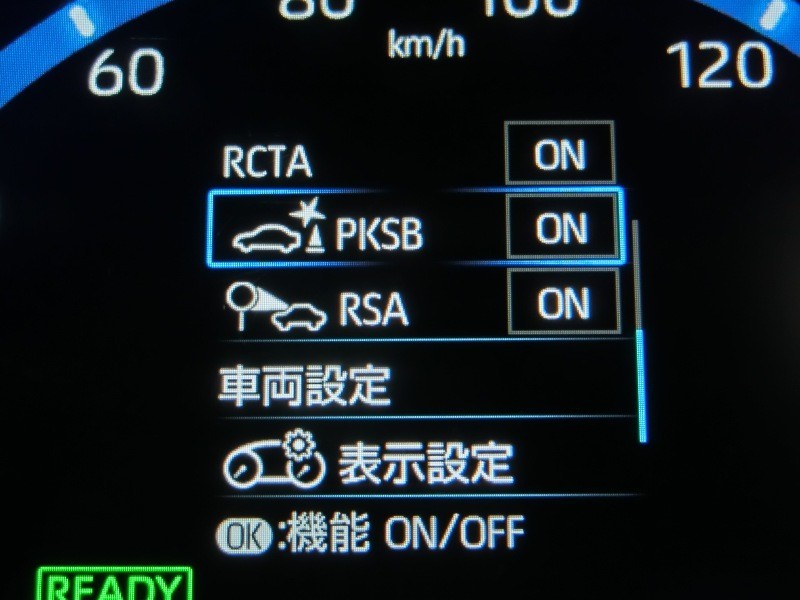 80 100
km/h
60 120
RCTA ON
PKSB ON
RSA ON
車両設定
表示設定
OK:機能 ON/OFF
READY